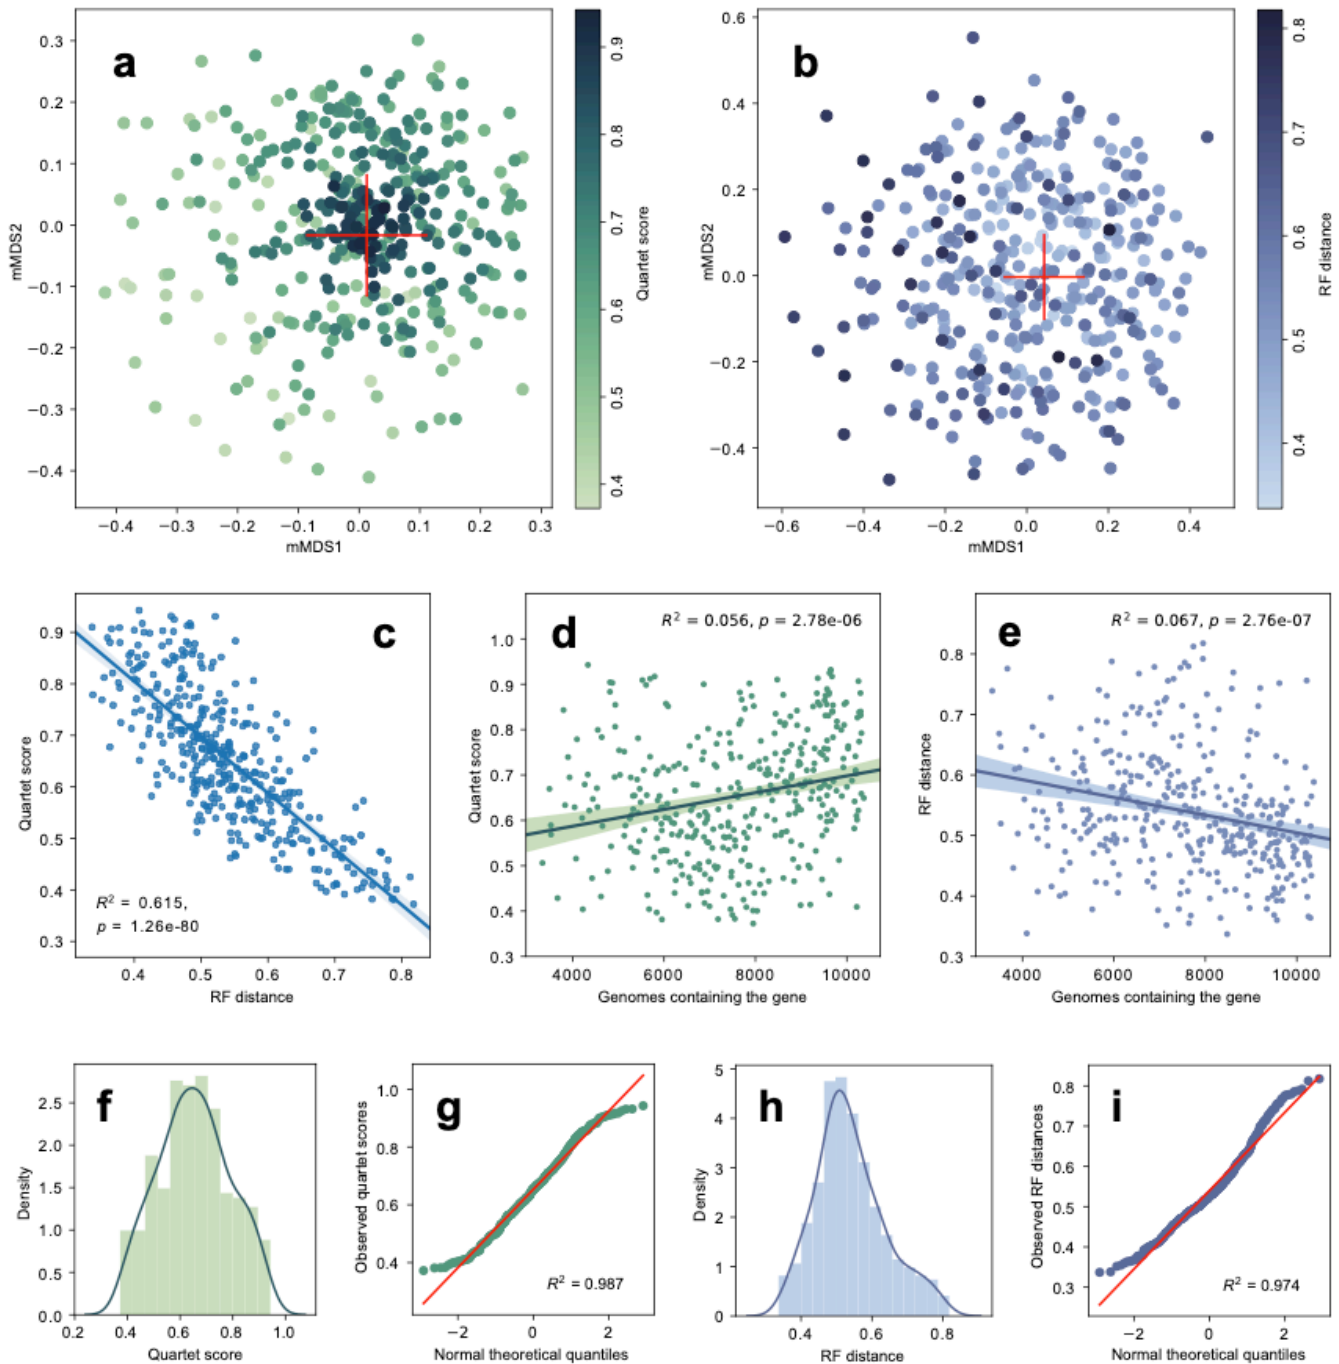 a
0.3
0.2
0.1
0.0
−0.1
−0.2
−0.3
−0.4
mMDS2
−0.4 −0.3 −0.2 −0.1 0.0 0.1 0.2 0.3
mMDS1
0.9
0.8
0.7
0.6
0.5
0.4
Quartet score
b
0.6
0.4
0.2
0.0
−0.2
−0.4
mMDS2
−0.6 −0.4 −0.2 0.0 0.2 0.4
mMDS1
0.8
0.7
0.6
0.5
0.4
RF distance
c
0.9
0.8
0.7
0.6
0.5
0.4
0.3
Quartet score
R² = 0.615,
p = 1.26e-80
0.4 0.5 0.6 0.7 0.8
RF distance
d
R² = 0.056, p = 2.78e-06
1.0
0.9
0.8
0.7
0.6
0.5
0.4
0.3
Quartet score
4000 6000 8000 10000
Genomes containing the gene
e
R² = 0.067, p = 2.76e-07
0.8
0.7
0.6
0.5
0.4
0.3
RF distance
4000 6000 8000 10000
Genomes containing the gene
f
2.5
2.0
1.5
1.0
0.5
0.0
Density
0.2 0.4 0.6 0.8 1.0
Quartet score
g
1.0
0.8
0.6
0.4
Observed quartet scores
R² = 0.987
−2 0 2
Normal theoretical quantiles
h
5
4
3
2
1
0
Density
0.4 0.6 0.8
RF distance
i
0.8
0.7
0.6
0.5
0.4
0.3
Observed RF distances
R² = 0.974
−2 0 2
Normal theoretical quantiles